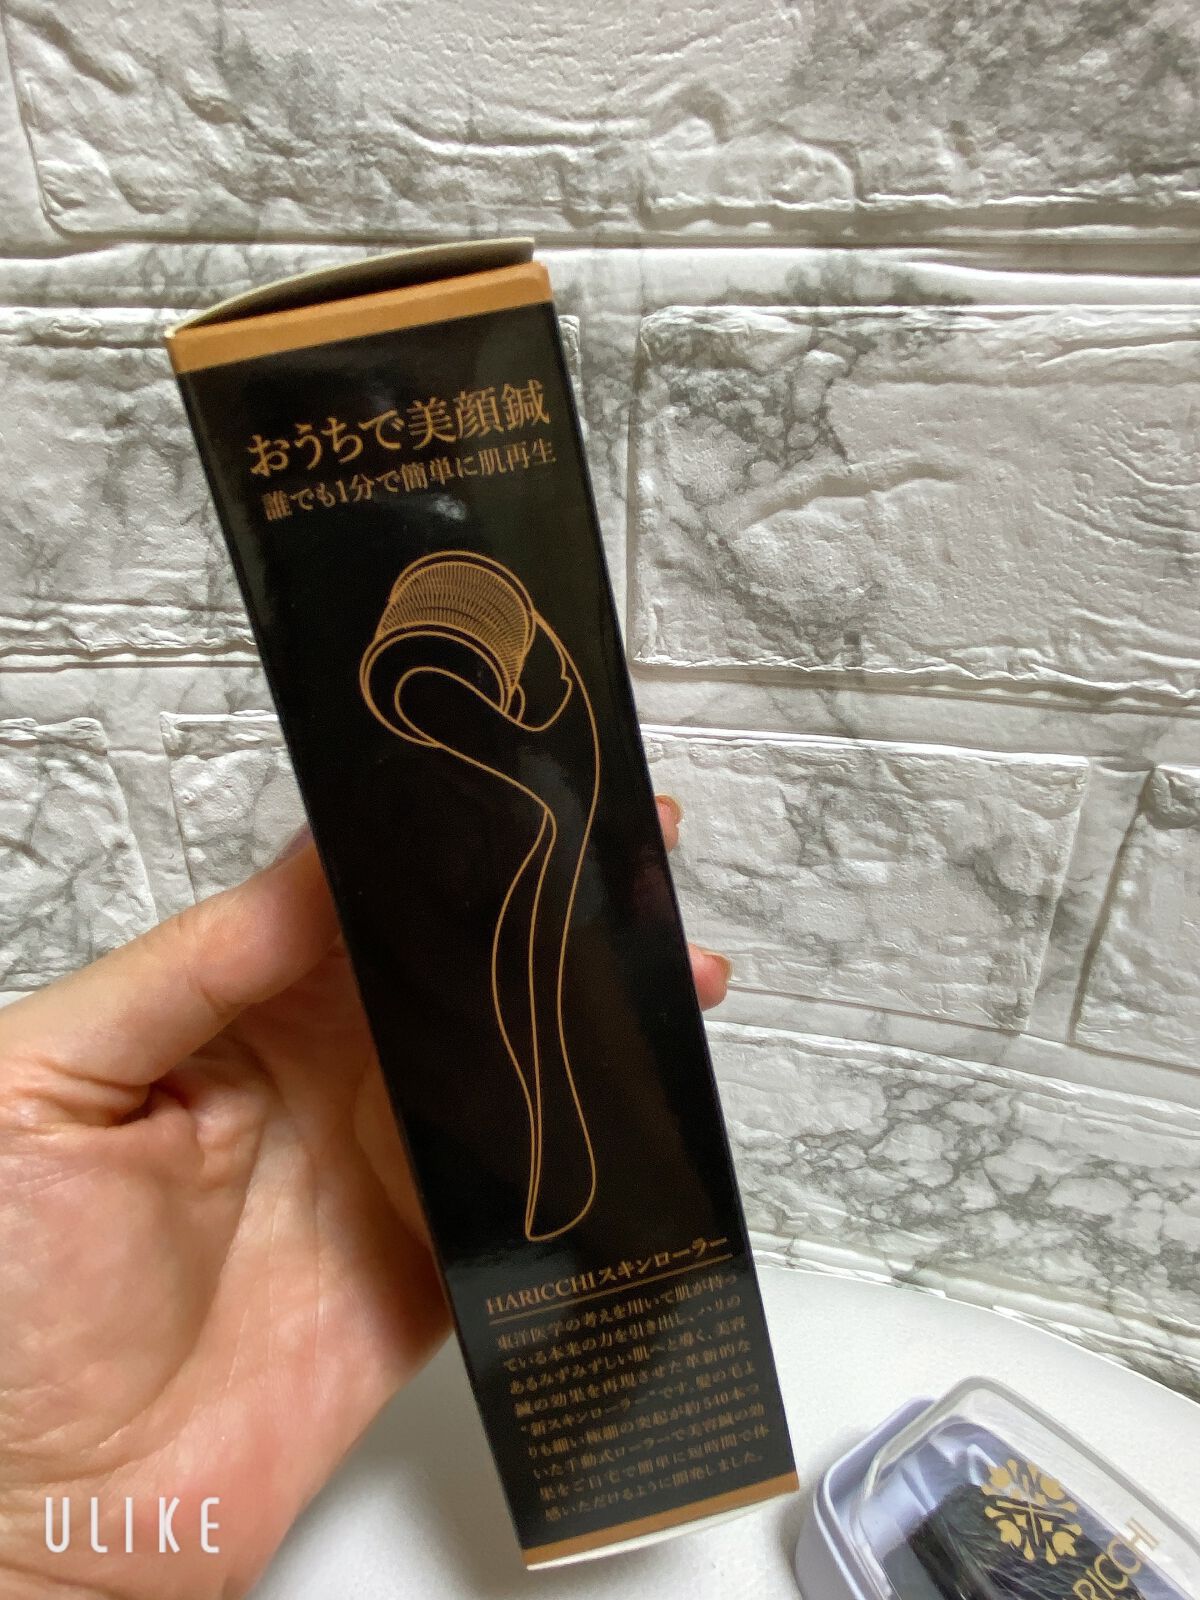 おうちで美顔鍼
誰でも1分で簡単に肌再生
HARICCHIスキンローラー
東洋医学の考えを用いて肌が持っ
ている本来の力を引き出し、ハリの
あるみずみずしい肌へと導く、美容
鍼の効果を再現させた革新的な
“新スキンローラー”です。髪の毛よ
りも細い極細の突起が約540本つ
いた手動式ローラーで美容鍼の効
果をご自宅で簡単に短時間で体
感いただけるように開発しました。
ARICCHI
ULIKE